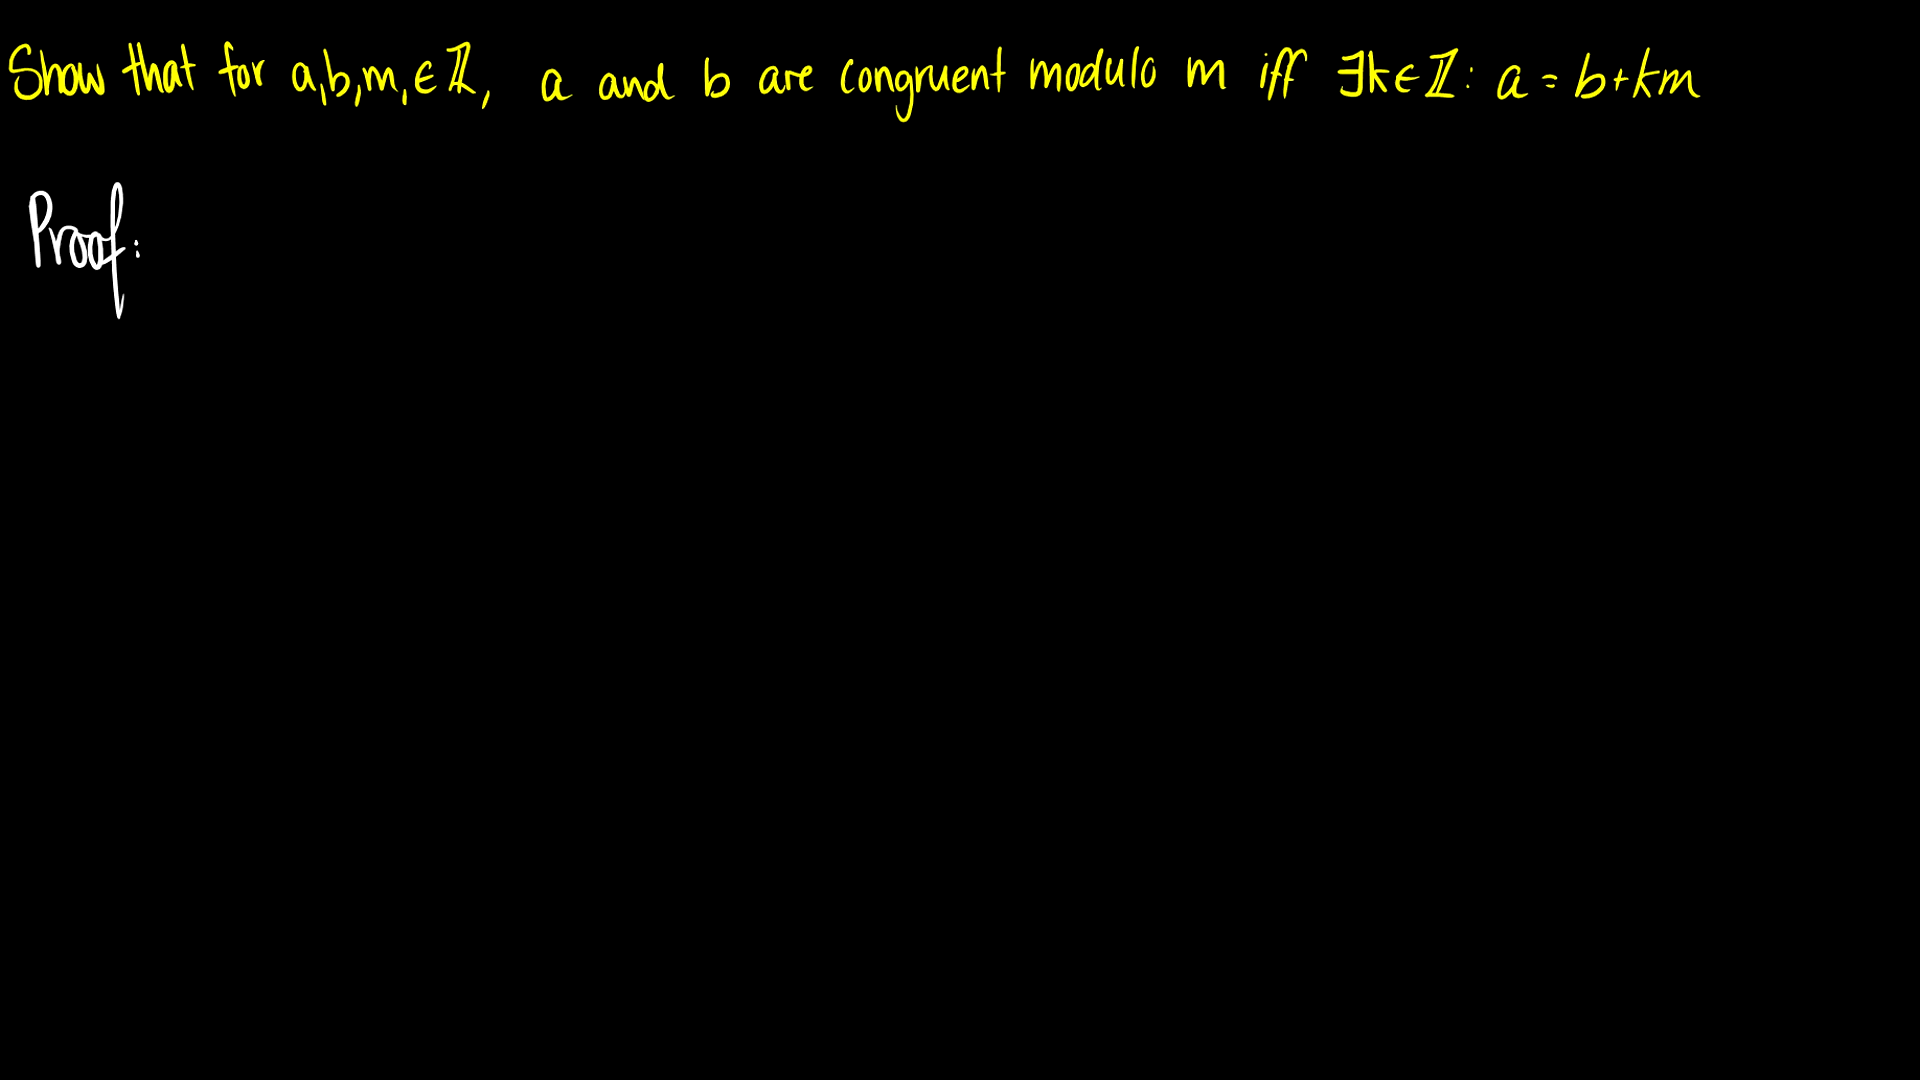 Show that for a,b,m,∈ℤ, a and b are congruent modulo m iff ∃k∈ℤ: a = b+km
Proof: